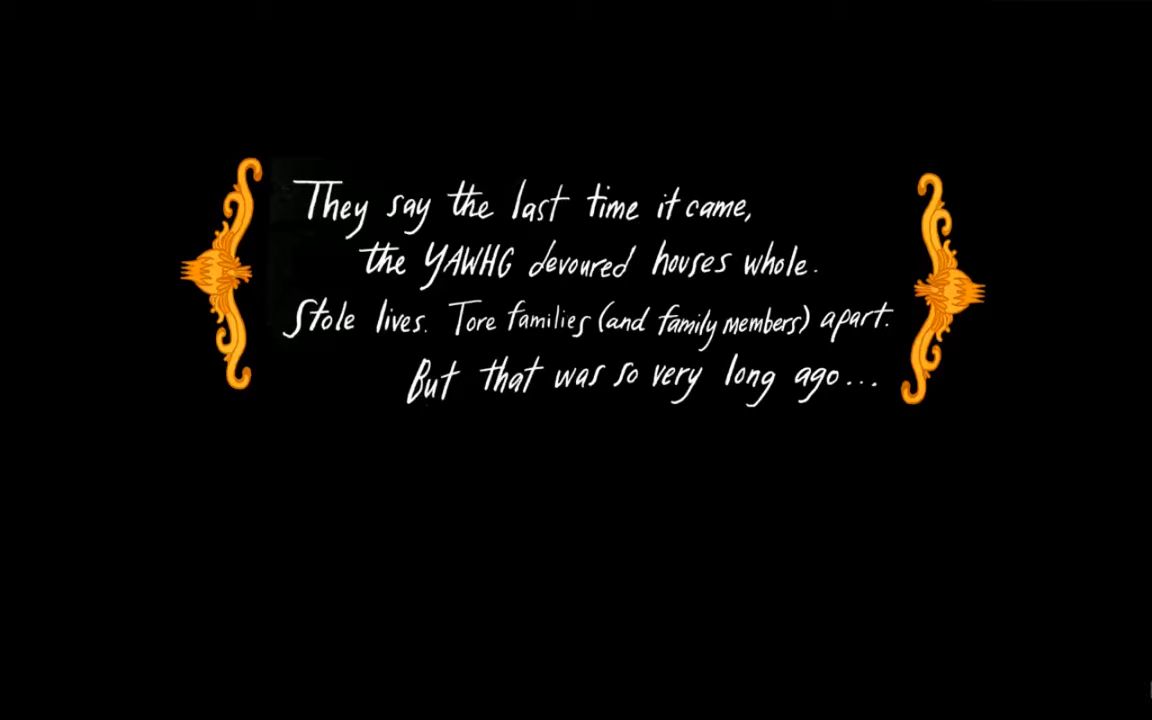 They say the last time it came,
the YAWHG devoured houses whole.
Stole lives. Tore families (and family members) apart.
But that was so very long ago...